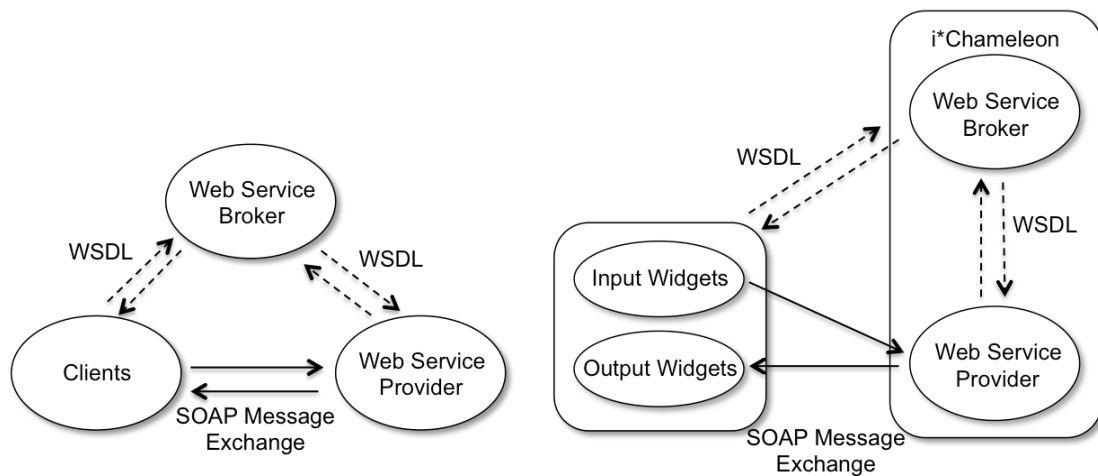 Web Service
Broker
WSDL
WSDL
Clients
Web Service
Provider
SOAP Message
Exchange
i*Chameleon
Web Service
Broker
WSDL
WSDL
Input Widgets
Output Widgets
Web Service
Provider
SOAP Message
Exchange